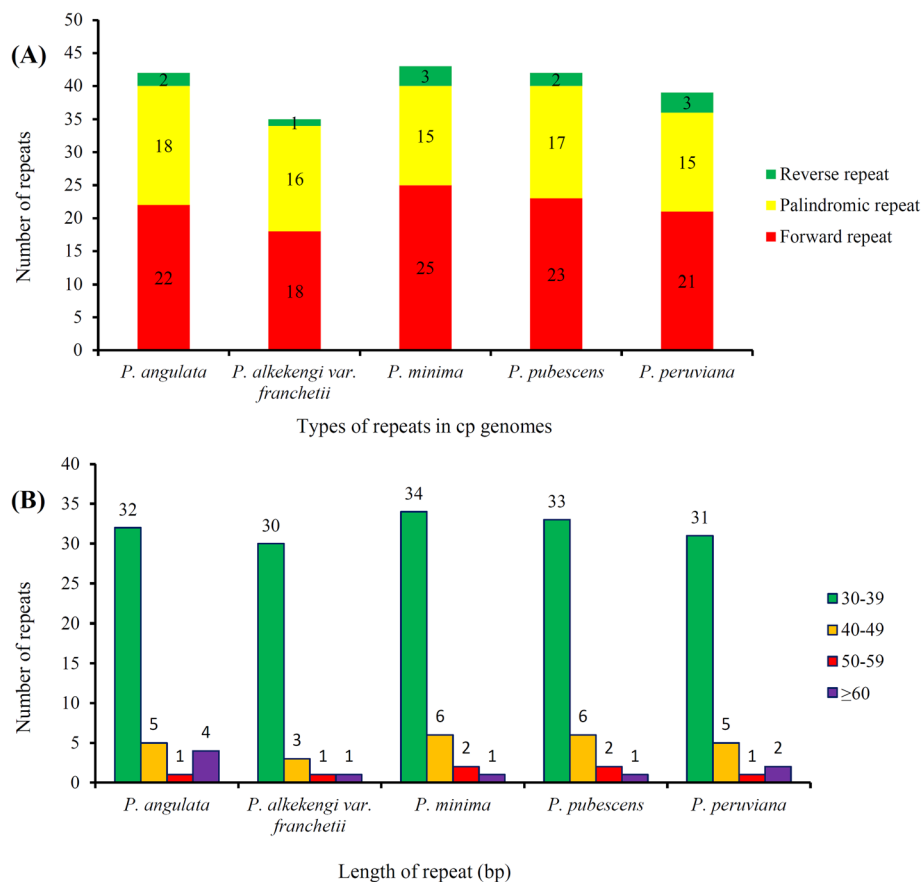 (A)
Number of repeats
50
45
40
35
30
25
20
15
10
5
0
2
18
22
1
16
18
3
15
25
2
17
23
3
15
21
Reverse repeat
Palindromic repeat
Forward repeat
P. angulata
P. alkekengi var.
franchetii
P. minima
P. pubescens
P. peruviana
Types of repeats in cp genomes
(B)
Number of repeats
40
35
30
25
20
15
10
5
0
32
5
1
4
30
3
1
1
34
6
2
1
33
6
2
1
31
5
1
2
30-39
40-49
50-59
≥60
P. angulata
P. alkekengi var.
franchetii
P. minima
P. pubescens
P. peruviana
Length of repeat (bp)